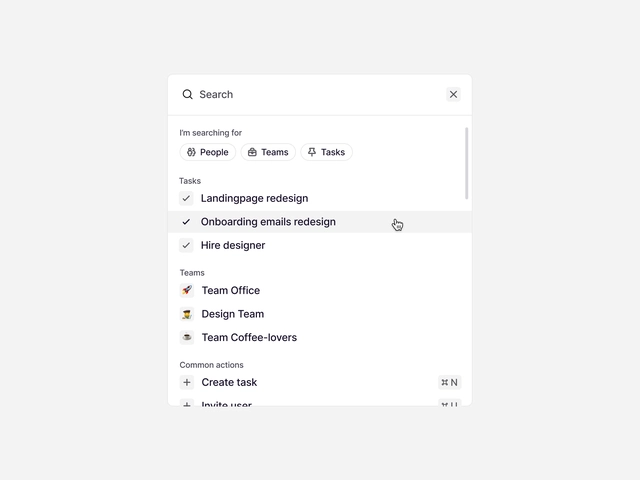 Search
I'm searching for
People
Teams
Tasks
Tasks
Landingpage redesign
Onboarding emails redesign
Hire designer
Teams
Team Office
Design Team
Team Coffee-lovers
Common actions
Create task ⌘ N
Invite user ⌘ U